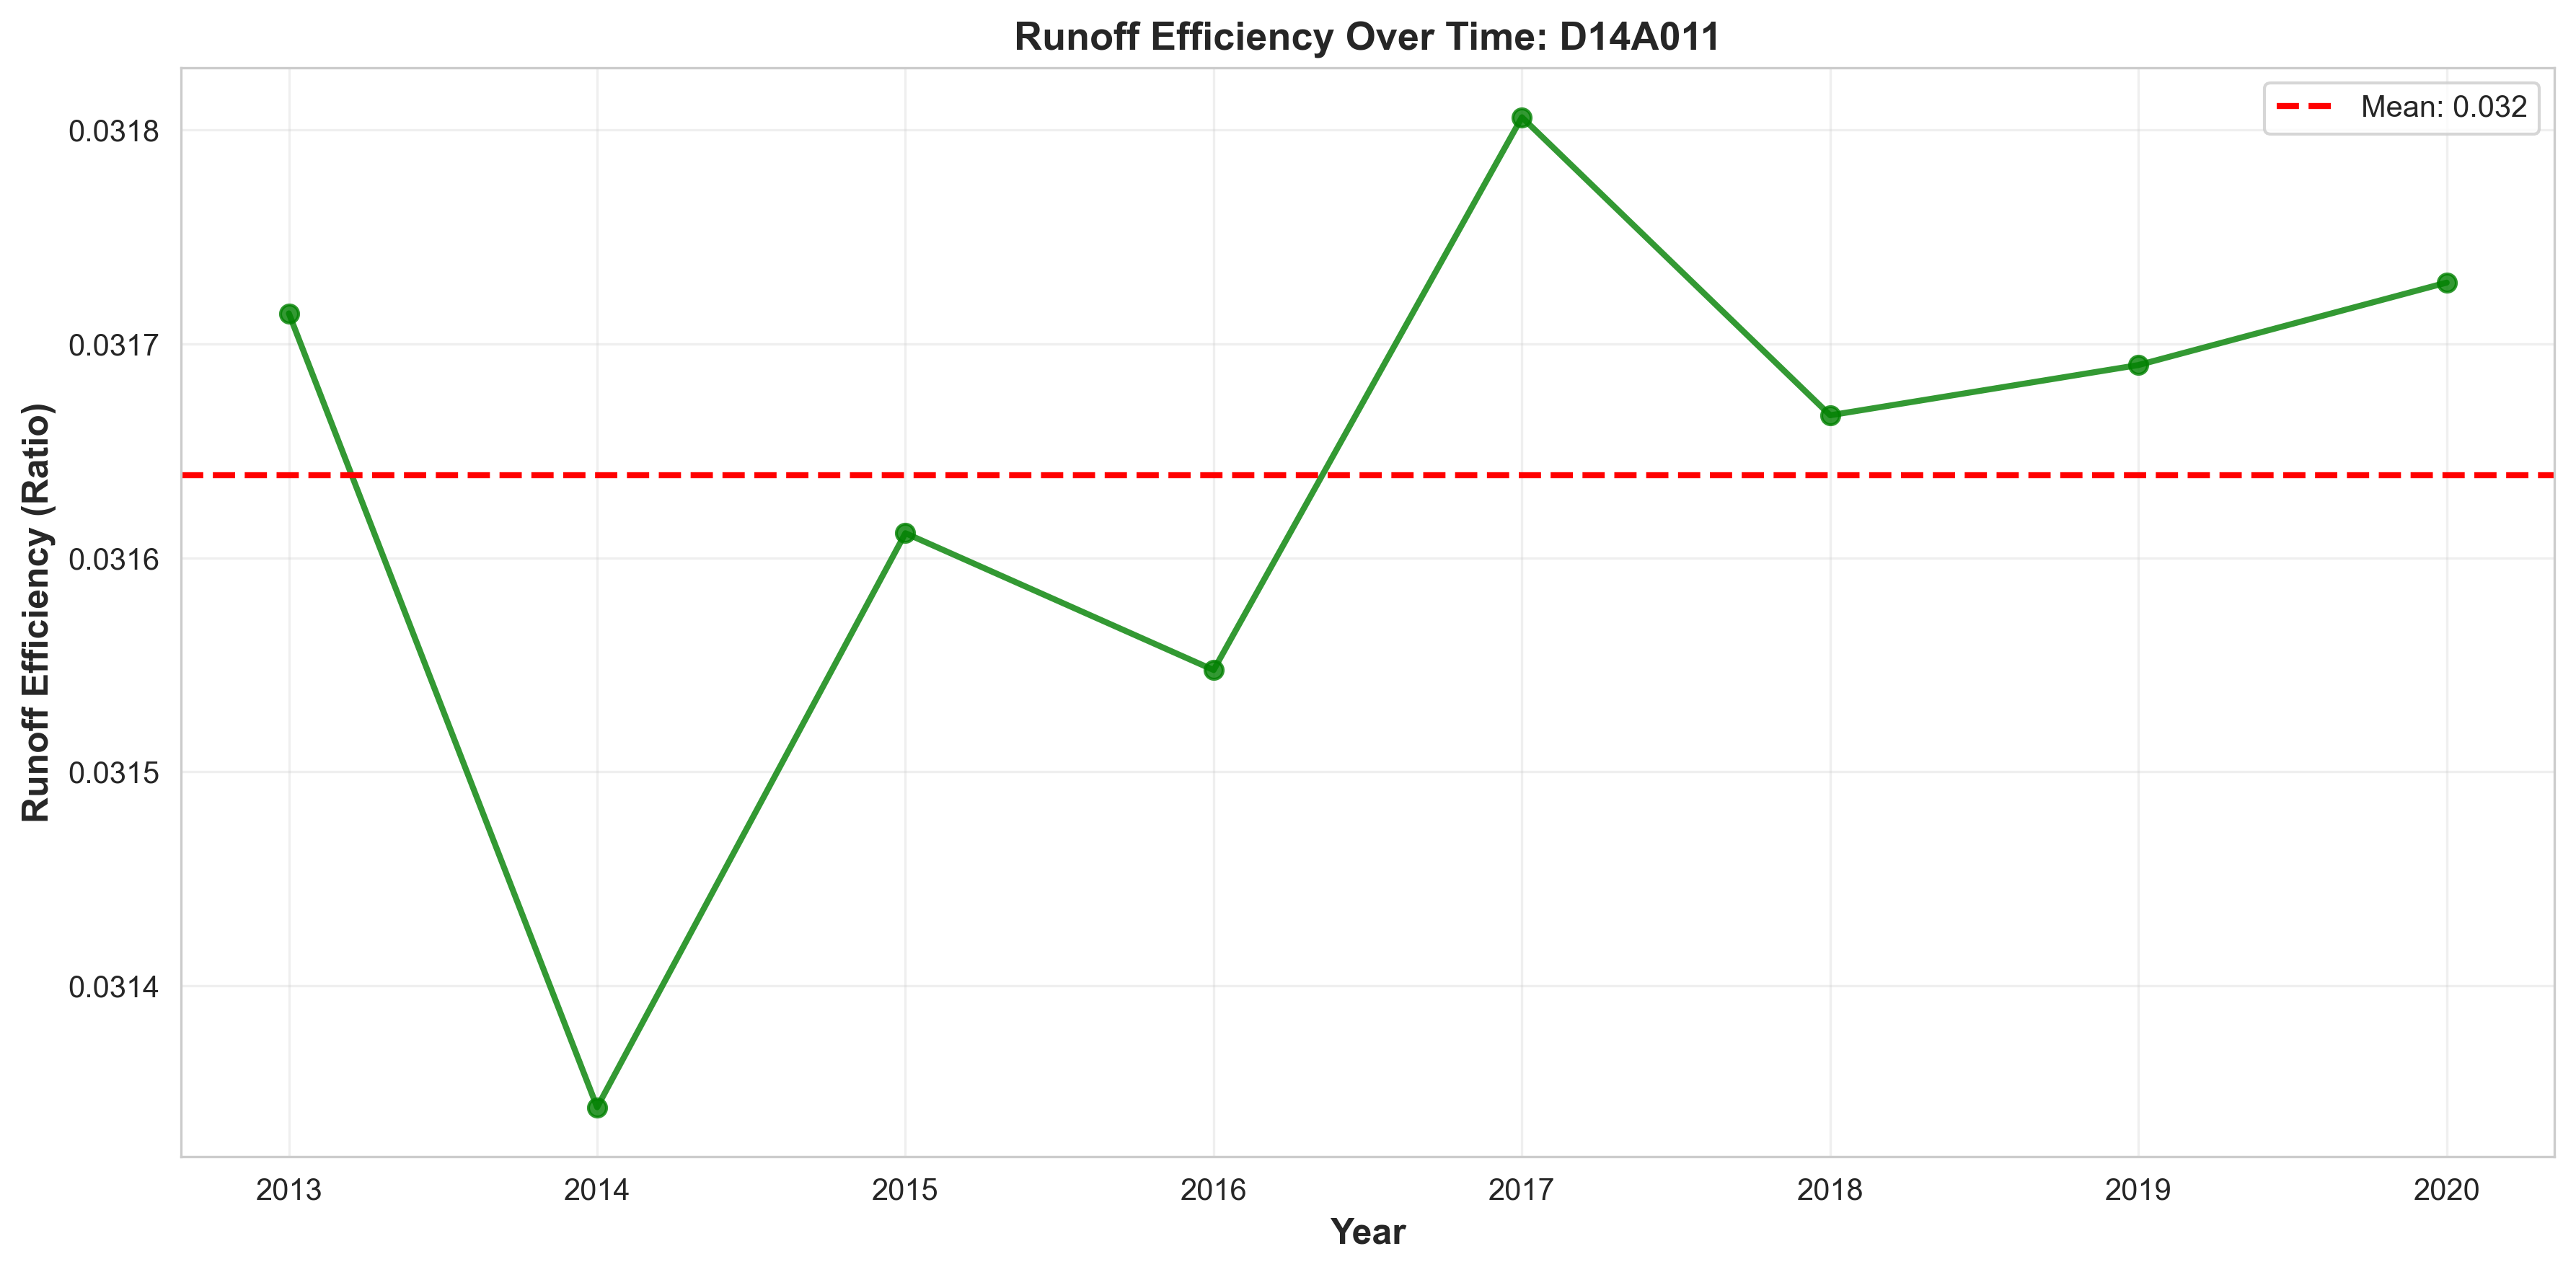 Runoff Efficiency Over Time: D14A011
Mean: 0.032
Runoff Efficiency (Ratio)
0.0318
0.0317
0.0316
0.0315
0.0314
2013 2014 2015 2016 2017 2018 2019 2020
Year